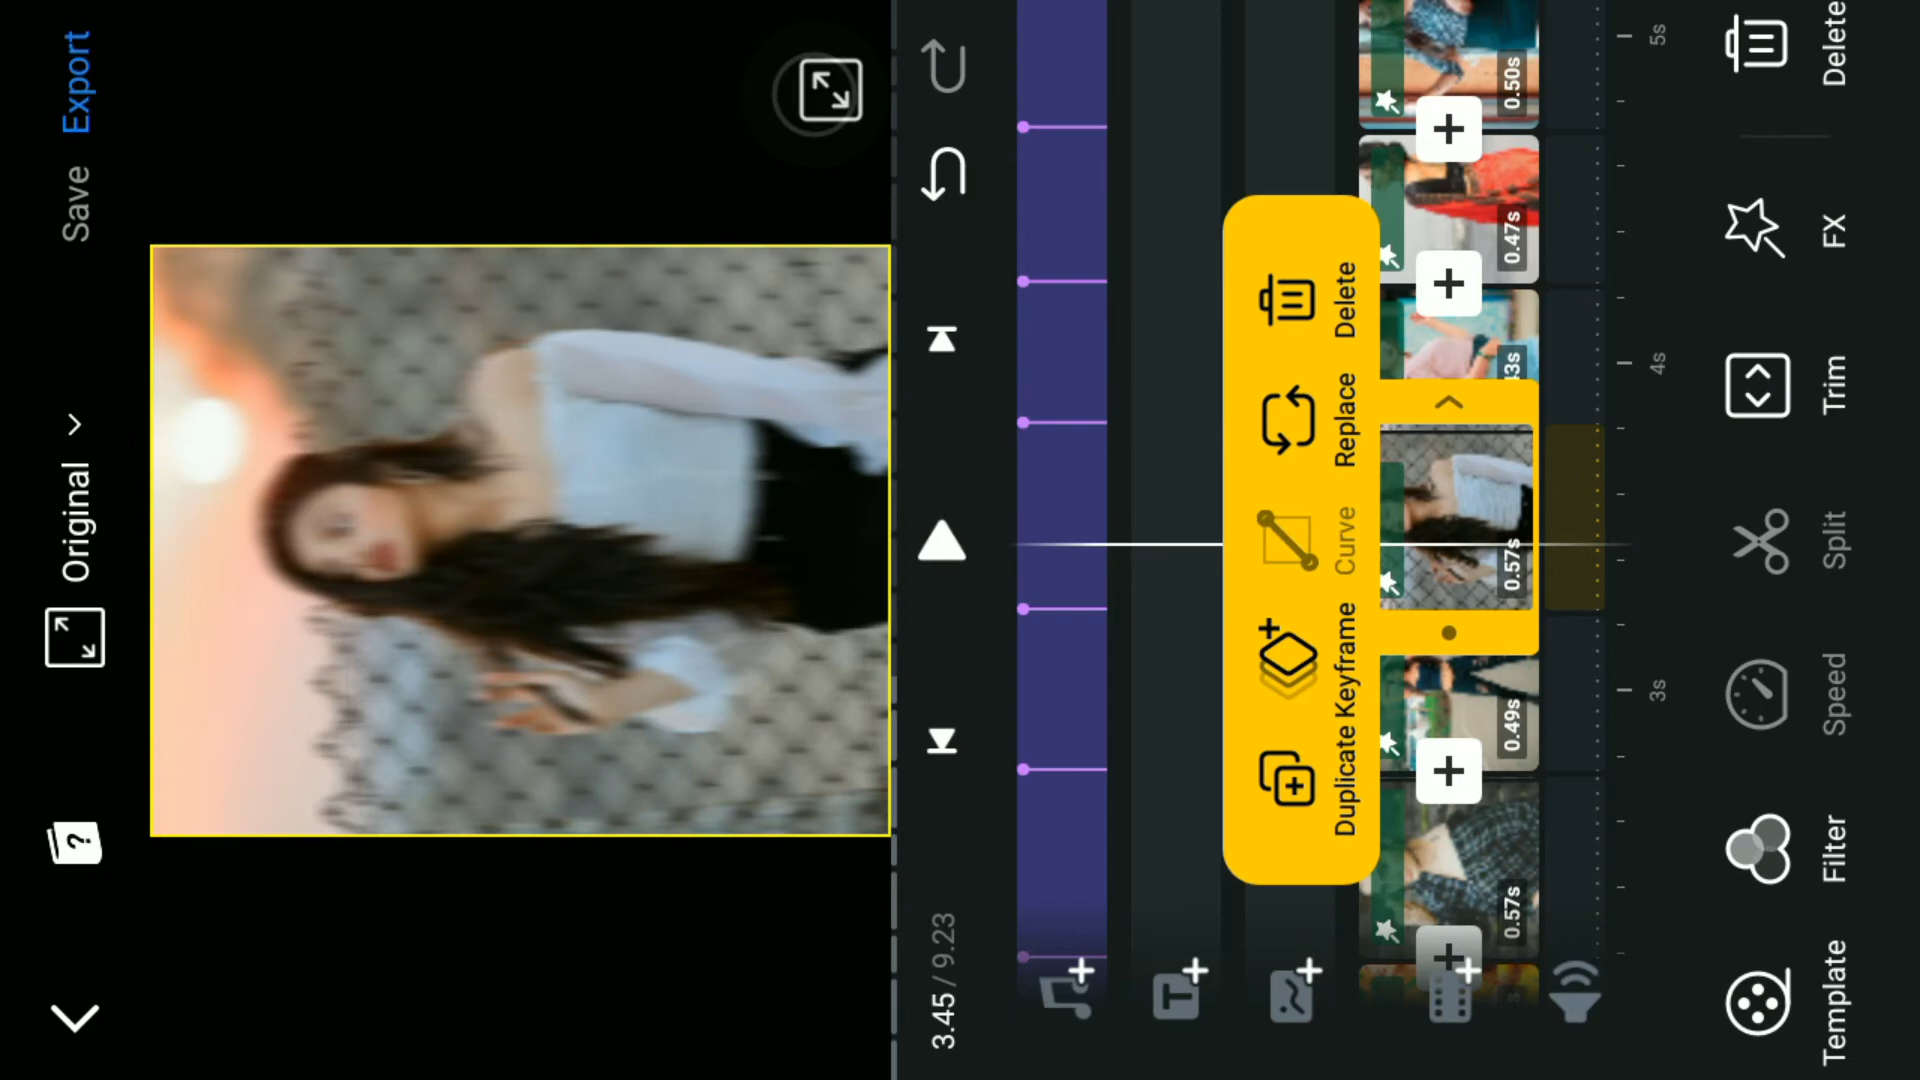 Original
Save
Export
3.45 / 9.23
Duplicate
Keyframe
Curve
Replace
Delete
0.57s
0.49s
0.57s
0.47s
0.50s
3s
4s
5s
Template
Filter
Speed
Split
Trim
FX
Delete